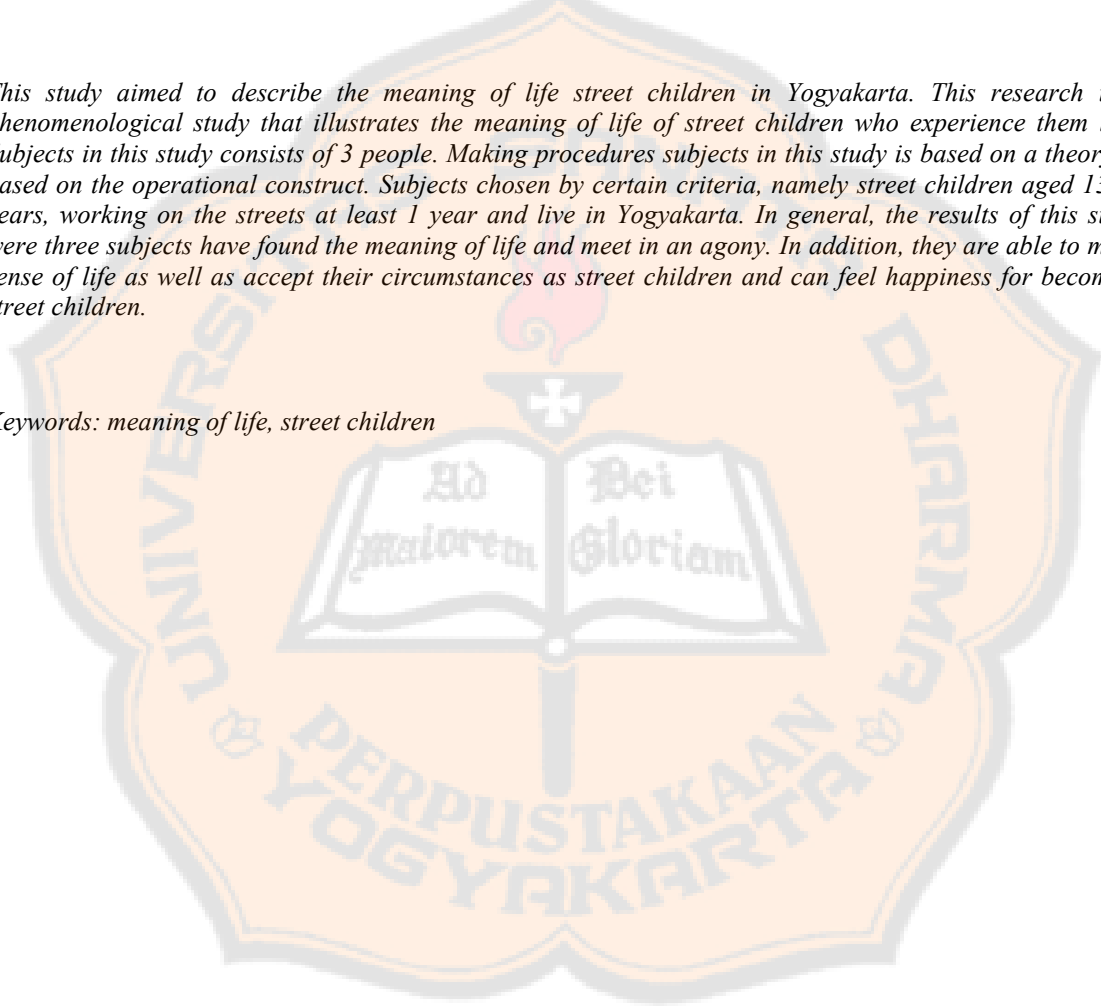 This study aimed to describe the meaning of life street children in Yogyakarta. This research
phenomenological study that illustrates the meaning of life of street children who experience them
subjects in this study consists of 3 people. Making procedures subjects in this study is based on a theory
based on the operational construct. Subjects chosen by certain criteria, namely street children aged 13
years, working on the streets at least 1 year and live in Yogyakarta. In general, the results of this
were three subjects have found the meaning of life and meet in an agony. In addition, they are able to
sense of life as well as accept their circumstances as street children and can feel happiness for
street children.
Keywords: meaning of life, street children
UNIVERSITAS SANATA DHARMA
Ad Dei
maiorem Gloriam
PERPUSTAKAAN
YOGYAKARTA